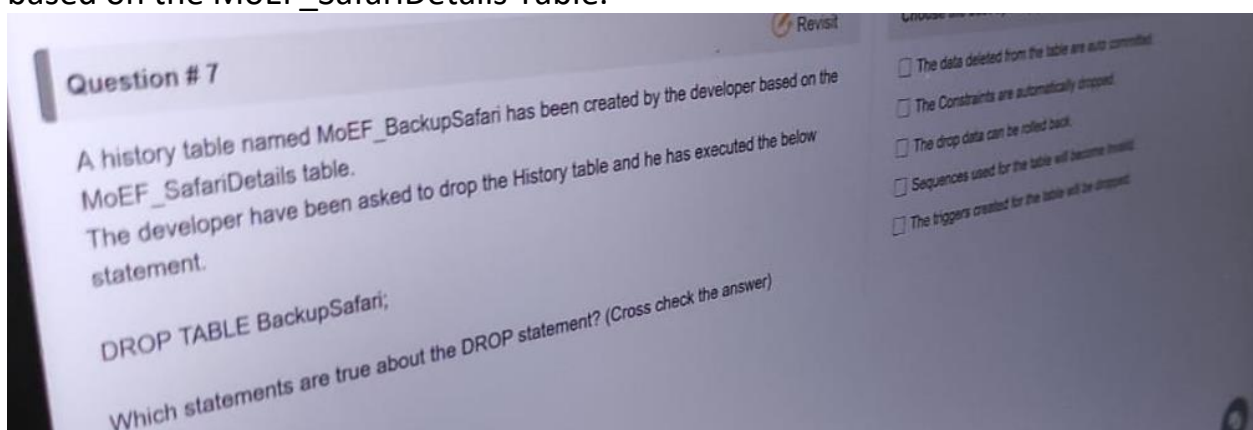 based on the MoEF_SafariDetails Table.
Revisit
Question # 7
A history table named MoEF_BackupSafari has been created by the developer based on the
MoEF_SafariDetails table.
The developer have been asked to drop the History table and he has executed the below
statement.
DROP TABLE BackupSafari;
Which statements are true about the DROP statement? (Cross check the answer)
The data deleted from the table are auto committed.
The Constraints are automatically dropped.
The drop data can be rolled back.
Sequences used for the table will become invalid.
The triggers created for the table will be dropped.